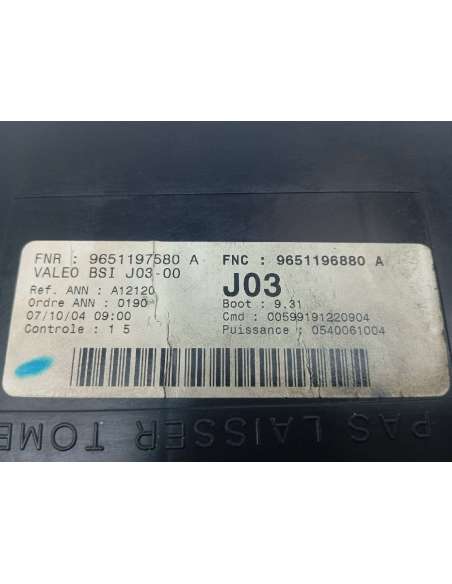 FNR : 9651197580 A
VALEO BSI J03-00
Ref. ANN : A12120
Ordre ANN : 0190
07/10/04 09:00
Controle : 1 5
FNC : 9651196880 A
J03
Boot : 9.31
Cmd : 00599191220904
Puissance : 0540061004
PAS LAISSER TOMB